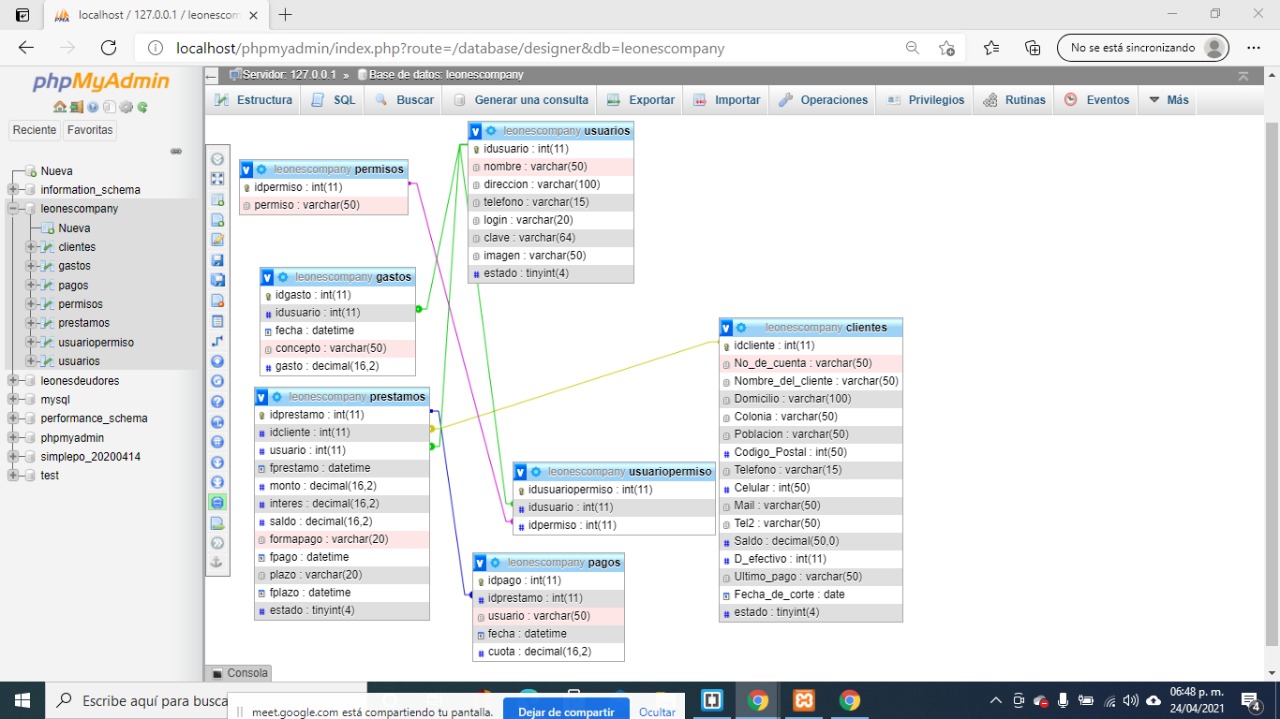 localhost / 127.0.0.1 / leonescom
localhost/phpmyadmin/index.php?route=/database/designer&db=leonescompany
No se está sincronizando
phpMyAdmin
Reciente
Favoritas
Nueva
information_schema
leonescompany
Nueva
clientes
gastos
pagos
permisos
prestamos
usuariopermiso
usuarios
leonesdeudores
mysql
performance_schema
phpmyadmin
simplepo_20200414
test
Servidor: 127.0.0.1 » Base de datos: leonescompany
Estructura
SQL
Buscar
Generar una consulta
Exportar
Importar
Operaciones
Privilegios
Rutinas
Eventos
Más
leonescompany usuarios
idusuario : int(11)
nombre : varchar(50)
direccion : varchar(100)
telefono : varchar(15)
login : varchar(20)
clave : varchar(64)
imagen : varchar(50)
estado : tinyint(4)
leonescompany permisos
idpermiso : int(11)
permiso : varchar(50)
leonescompany gastos
idgasto : int(11)
idusuario : int(11)
fecha : datetime
concepto : varchar(50)
gasto : decimal(16,2)
leonescompany prestamos
idprestamo : int(11)
idcliente : int(11)
usuario : int(11)
fprestamo : datetime
monto : decimal(16,2)
interes : decimal(16,2)
saldo : decimal(16,2)
formapago : varchar(20)
fpago : datetime
plazo : varchar(20)
fplazo : datetime
estado : tinyint(4)
leonescompany clientes
idcliente : int(11)
No_de_cuenta : varchar(50)
Nombre_del_cliente : varchar(50)
Domicilio : varchar(100)
Colonia : varchar(50)
Poblacion : varchar(50)
Codigo_Postal : int(50)
Telefono : varchar(15)
Celular : int(50)
Mail : varchar(50)
Tel2 : varchar(50)
Saldo : decimal(50,0)
D_efectivo : int(11)
Ultimo_pago : varchar(50)
Fecha_de_corte : date
estado : tinyint(4)
leonescompany usuariopermiso
idusuariopermiso : int(11)
idusuario : int(11)
idpermiso : int(11)
leonescompany pagos
idpago : int(11)
idprestamo : int(11)
usuario : varchar(50)
fecha : datetime
cuota : decimal(16,2)
Consola
Escribe aquí para busca
meet.google.com está compartiendo tu pantalla.
Dejar de compartir
Ocultar
06:48 p. m.
24/04/2021
4